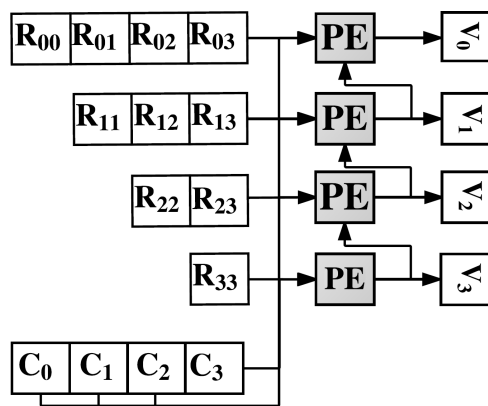 R00 R01 R02 R03 PE V0
R11 R12 R13 PE V1
R22 R23 PE V2
R33 PE V3
C0 C1 C2 C3